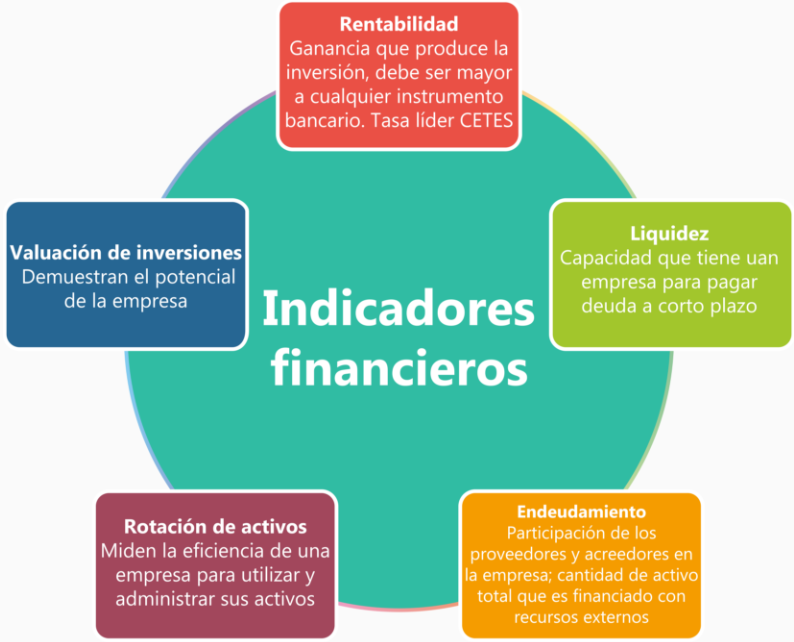 Rentabilidad
Ganancia que produce la
inversión, debe ser mayor
a cualquier instrumento
bancario. Tasa líder CETES
Valuación de inversiones
Demuestran el potencial
de la empresa
Liquidez
Capacidad que tiene uan
empresa para pagar
deuda a corto plazo
Indicadores
financieros
Rotación de activos
Miden la eficiencia de una
empresa para utilizar y
administrar sus activos
Endeudamiento
Participación de los
proveedores y acreedores en
la empresa; cantidad de activo
total que es financiado con
recursos externos